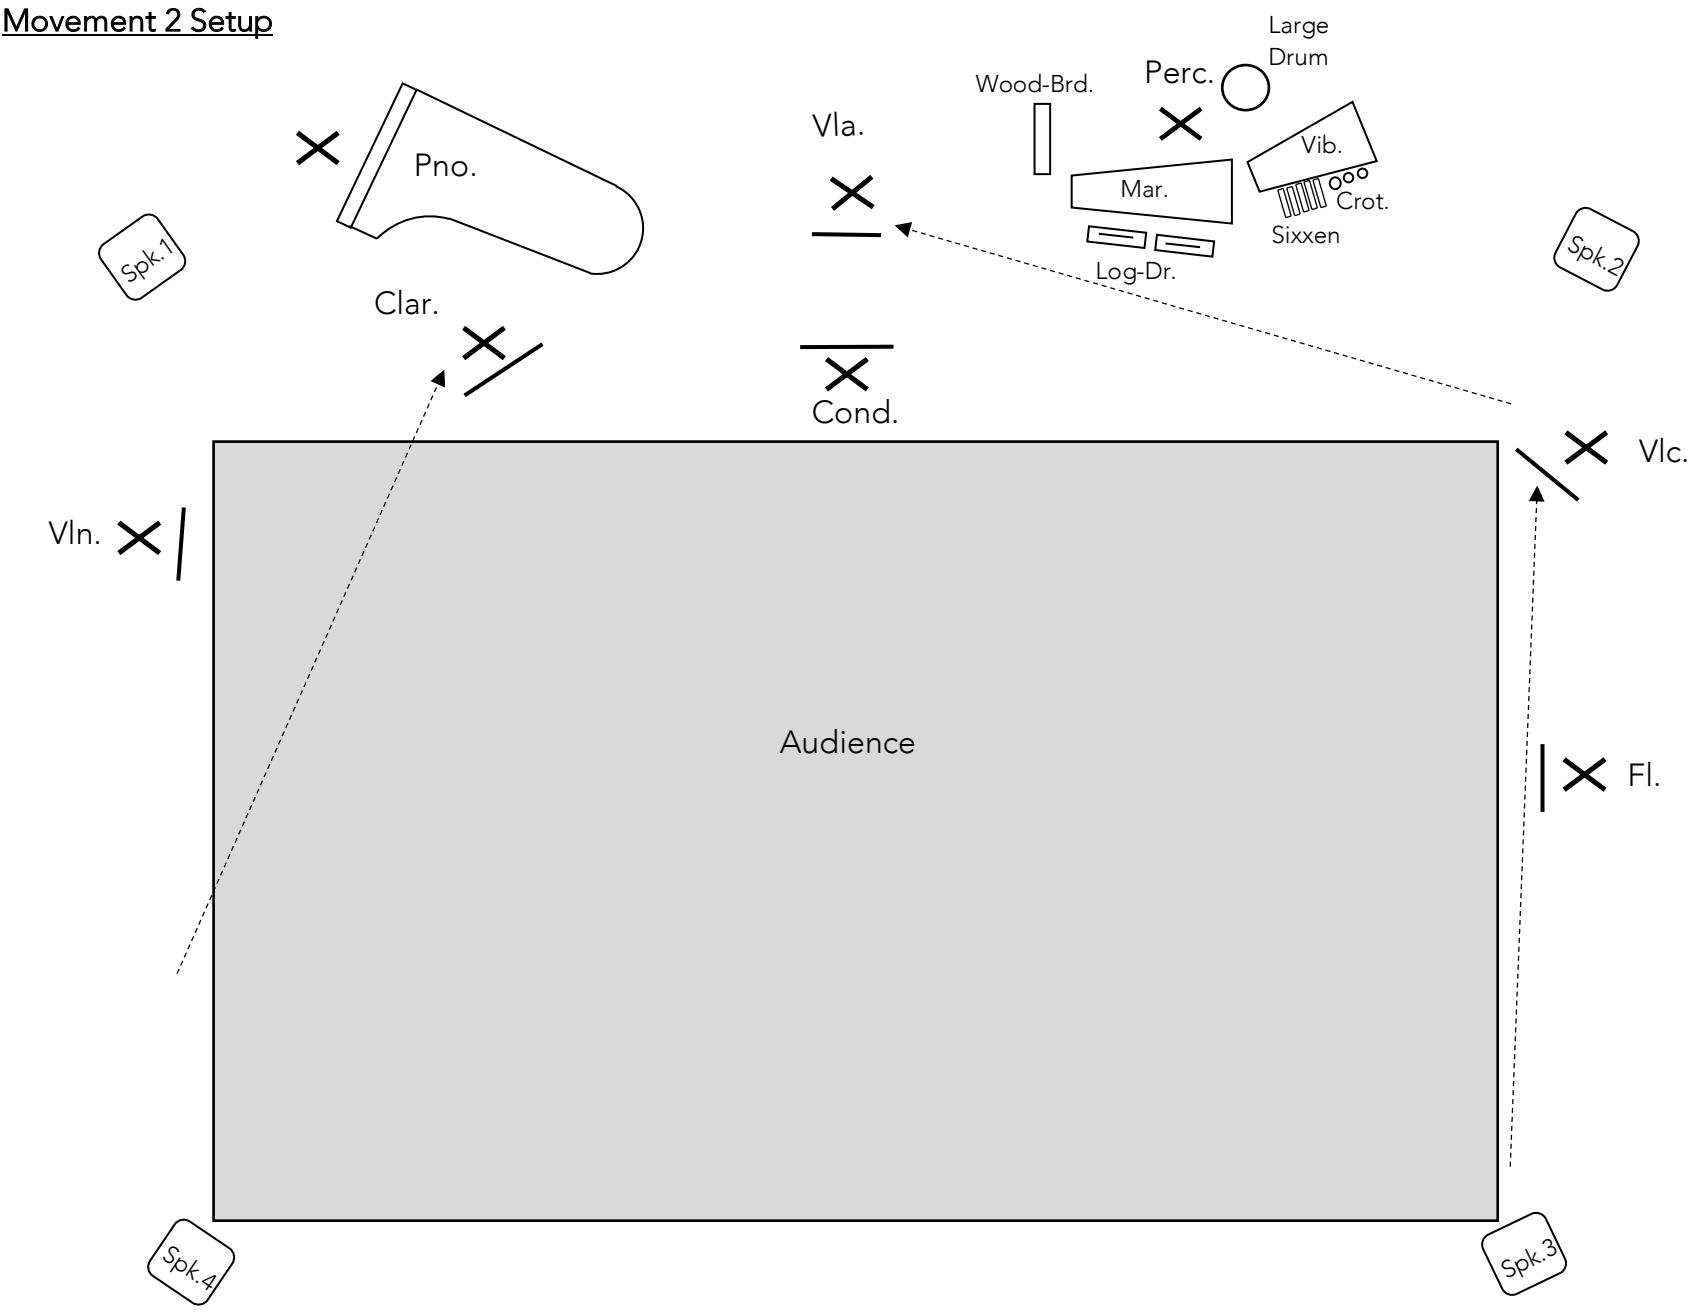 Movement 2 Setup
Large
Drum
Perc.
Wood-Brd.
Vla.
Vib.
Pno.
Mar.
Crot.
Sixxen
Spk.1
Spk.2
Log-Dr.
Clar.
Cond.
Vlc.
Vln.
Audience
Fl.
Spk.4
Spk.3